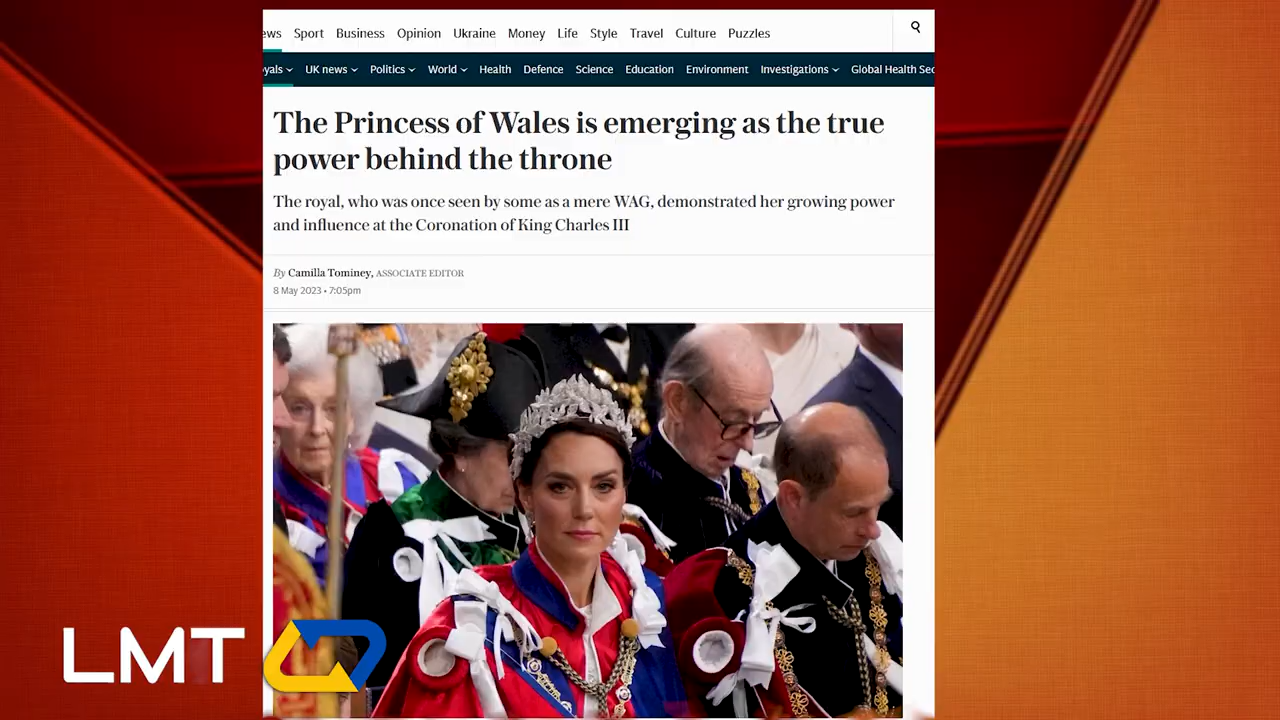 ews Sport Business Opinion Ukraine Money Life Style Travel Culture Puzzles
oyals UK news Politics World Health Defence Science Education Environment Investigations Global Health Sec
The Princess of Wales is emerging as the true
power behind the throne
The royal, who was once seen by some as a mere WAG, demonstrated her growing power
and influence at the Coronation of King Charles III
By Camilla Tominey, ASSOCIATE EDITOR
8 May 2023 • 7:05pm
LMT